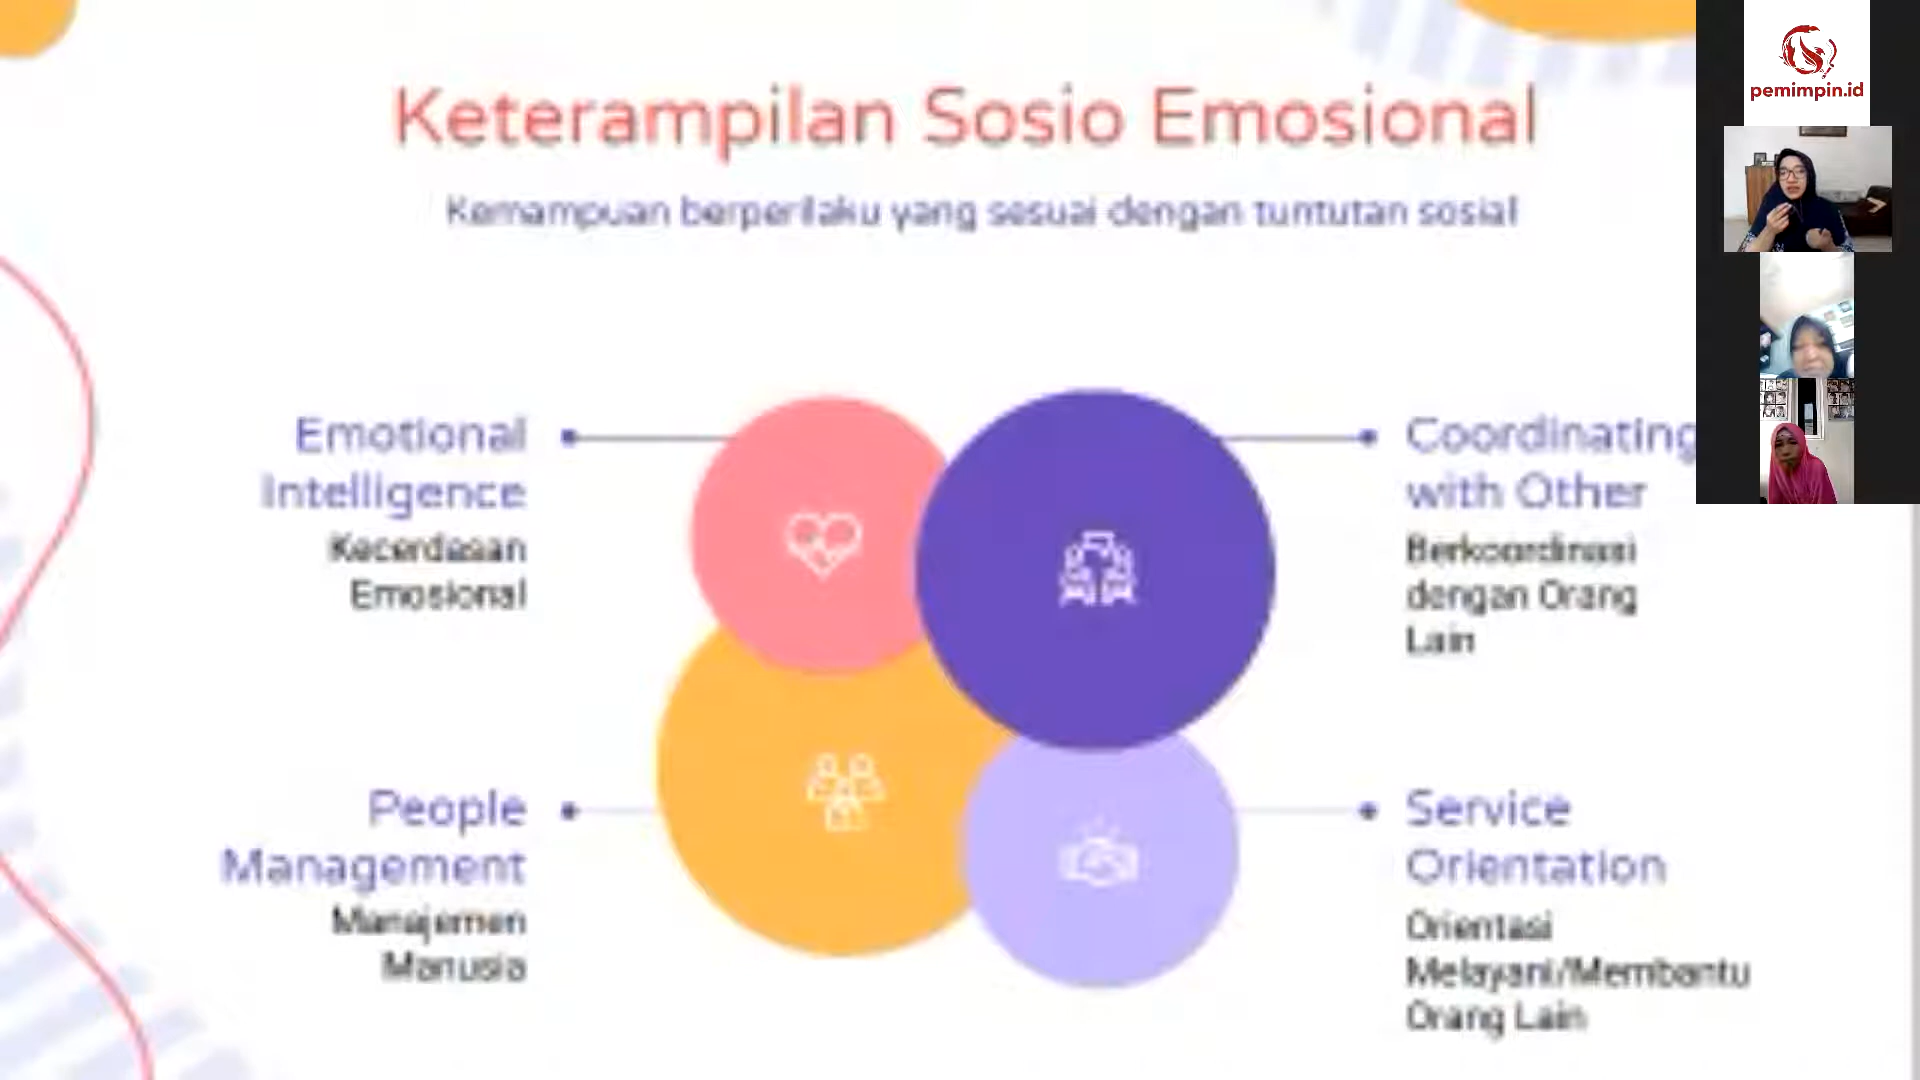 Keterampilan Sosio Emosional
Kemampuan berperilaku yang sesuai dengan tuntutan sosial
Emotional
Intelligence
Kecerdasan
Emosional
Coordinating
with Other
Berkoordinasi
dengan Orang
Lain
People
Management
Manajemen
Manusia
Service
Orientation
Orientasi
Melayani/Membantu
Orang Lain
pemimpin.id